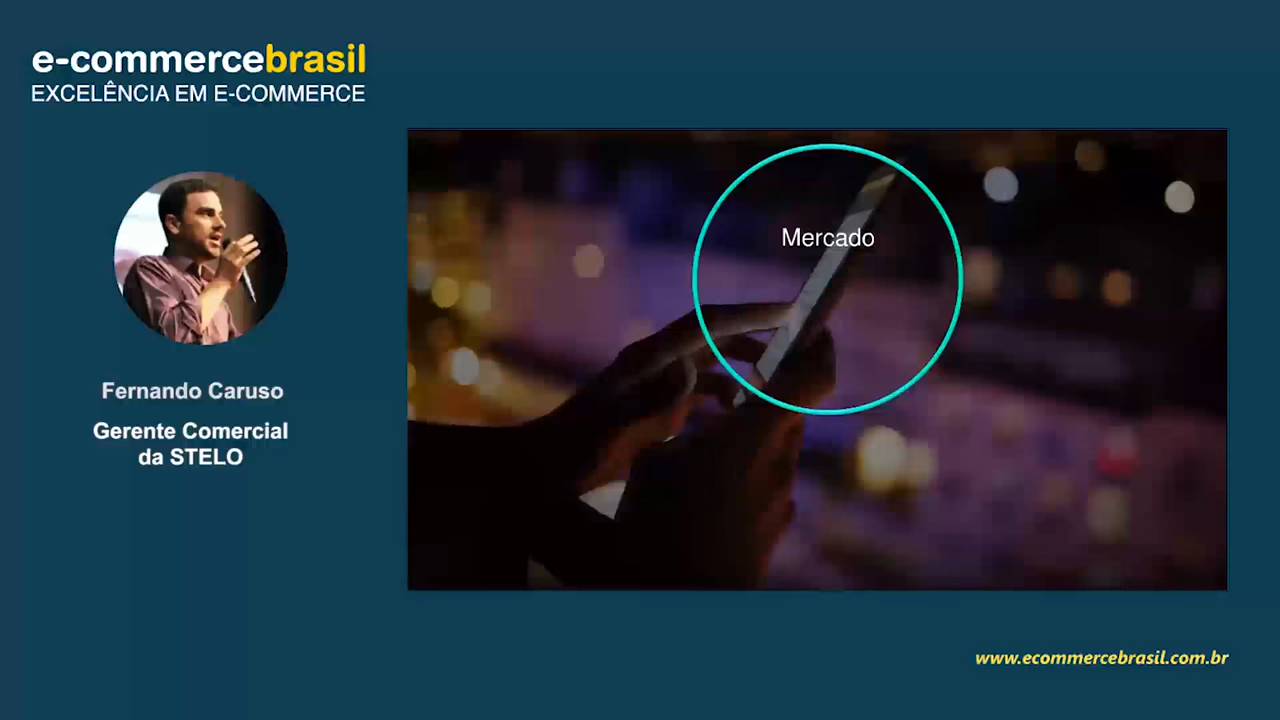 e-commercebrasil
EXCELÊNCIA EM E-COMMERCE
Mercado
Fernando Caruso
Gerente Comercial
da STELO
www.ecommercebrasil.com.br